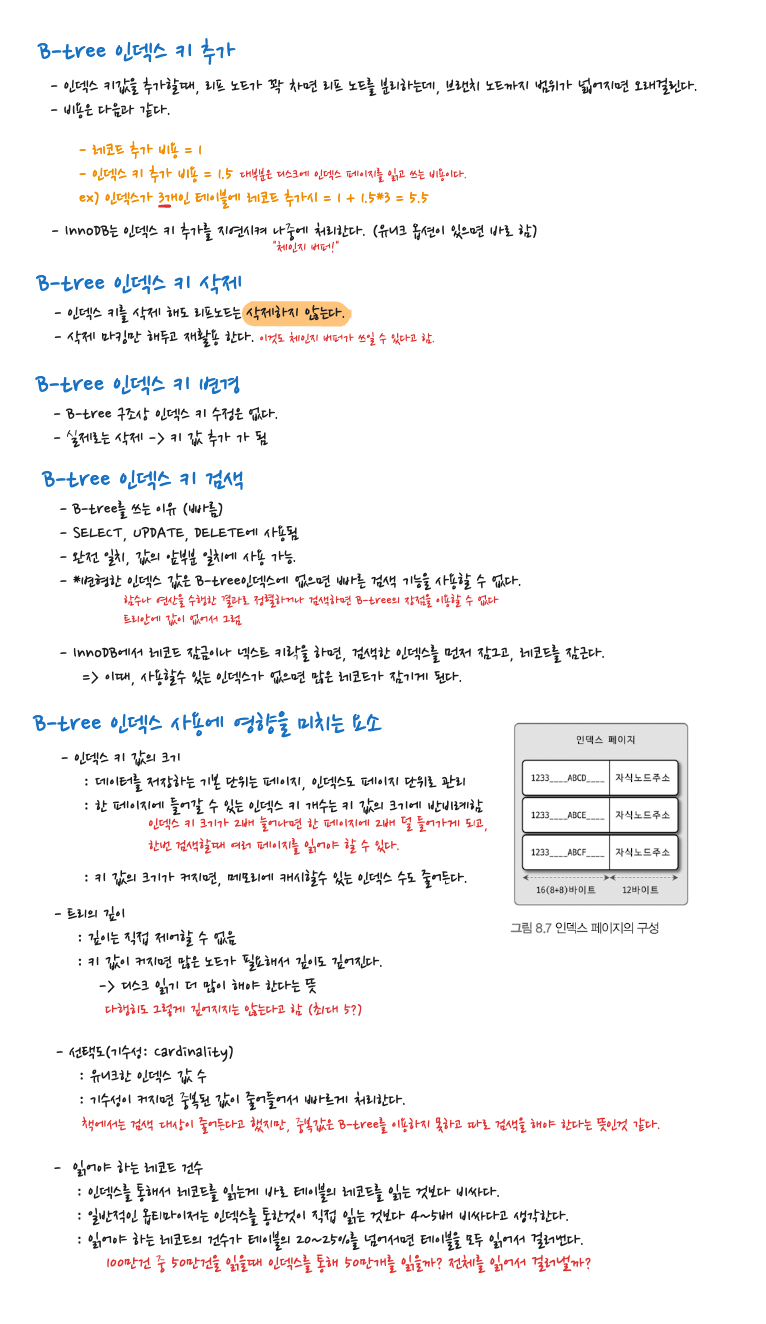 B-tree 인덱스 키 추가
- 인덱스 키값을 추가할때, 리프 노드가 꽉 차면 리프 노드를 분리하는데, 브랜치 노드까지 범위가 넓어지면 오래걸린다.
- 비용은 다음과 같다.
- 레코드 추가 비용 = 1
- 인덱스 키 추가 비용 = 1.5 대부분은 디스크에 인덱스 페이지를 읽고 쓰는 비용이다.
ex) 인덱스가 3개인 테이블에 레코드 추가시 = 1 + 1.5*3 = 5.5
- InnoDB는 인덱스 키 추가를 지연시켜 나중에 처리한다. (유니크 옵션이 있으면 바로 함)
"체인지 버퍼!"
B-tree 인덱스 키 삭제
- 인덱스 키를 삭제 해도 리프노드는 삭제하지 않는다.
- 삭제 마킹만 해두고 재활용 한다. 이것도 체인지 버퍼가 쓰일 수 있다고 함.
B-tree 인덱스 키 변경
- B-tree 구조상 인덱스 키 수정은 없다.
- 실제로는 삭제 -> 키 값 추가 가 됨
B-tree 인덱스 키 검색
- B-tree를 쓰는 이유 (빠름)
- SELECT, UPDATE, DELETE에 사용됨
- 완전 일치, 값의 앞부분 일치에 사용 가능.
- *변형한 인덱스 값은 B-tree인덱스에 없으면 빠른 검색 기능을 사용할 수 없다.
함수나 연산을 수행한 결과로 정렬하거나 검색하면 B-tree의 장점을 이용할 수 없다
트리안에 값이 없어서 그럼
- InnoDB에서 레코드 잠금이나 넥스트 키락을 하면, 검색한 인덱스를 먼저 잠그고, 레코드를 잠근다.
=> 이때, 사용할수 있는 인덱스가 없으면 많은 레코드가 잠기게 된다.
B-tree 인덱스 사용에 영향을 미치는 요소
- 인덱스 키 값의 크기
: 데이터를 저장하는 기본 단위는 페이지, 인덱스도 페이지 단위로 관리
: 한 페이지에 들어갈 수 있는 인덱스 키 개수는 키 값의 크기에 반비례함
인덱스 키 크기가 2배 늘어나면 한 페이지에 2배 덜 들어가게 되고,
한번 검색할때 여러 페이지를 읽어야 할 수 있다.
: 키 값의 크기가 커지면, 메모리에 캐시할수 있는 인덱스 수도 줄어든다.
인덱스 페이지
1233____ABCD____ 자식노드주소
1233____ABCE____ 자식노드주소
1233____ABCF____ 자식노드주소
16(8+8)바이트 12바이트
그림 8.7 인덱스 페이지의 구성
- 트리의 깊이
: 깊이는 직접 제어할 수 없음
: 키 값이 커지면 많은 노드가 필요해서 깊이도 깊어진다.
-> 디스크 읽기 더 많이 해야 한다는 뜻
다행히도 그렇게 깊어지지는 않는다고 함 (최대 5?)
- 선택도(기수성: cardinality)
: 유니크한 인덱스 값 수
: 기수성이 커지면 중복된 값이 줄어들어서 빠르게 처리한다.
책에서는 검색 대상이 줄어든다고 했지만, 중복값은 B-tree를 이용하지 못하고 따로 검색을 해야 한다는 뜻인것 같다.
- 읽어야 하는 레코드 건수
: 인덱스를 통해서 레코드를 읽는게 바로 테이블의 레코드를 읽는 것보다 비싸다.
: 일반적인 옵티마이저는 인덱스를 통한것이 직접 읽는 것보다 4~5배 비싸다고 생각한다.
: 읽어야 하는 레코드의 건수가 테이블의 20~25%를 넘어서면 테이블을 모두 읽어서 걸러낸다.
100만건 중 50만건을 읽을때 인덱스를 통해 50만개를 읽을까? 전체를 읽어서 걸러낼까?